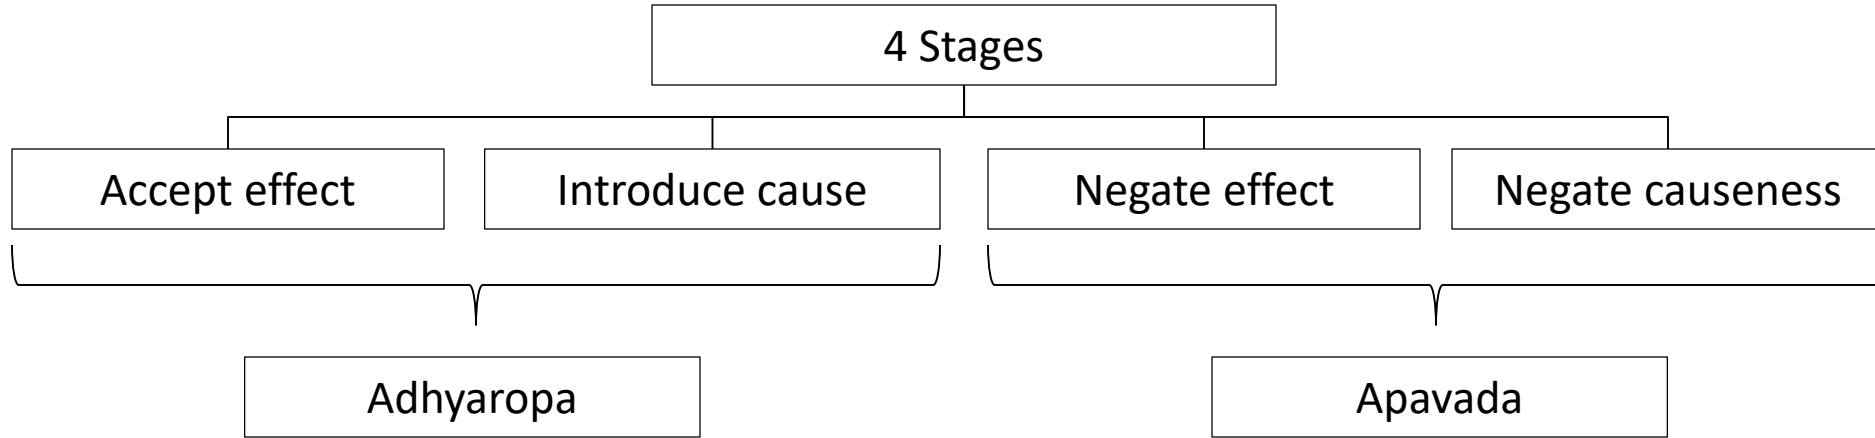 4 Stages
Accept effect
Introduce cause
Negate effect
Negate causeness
Adhyaropa
Apavada